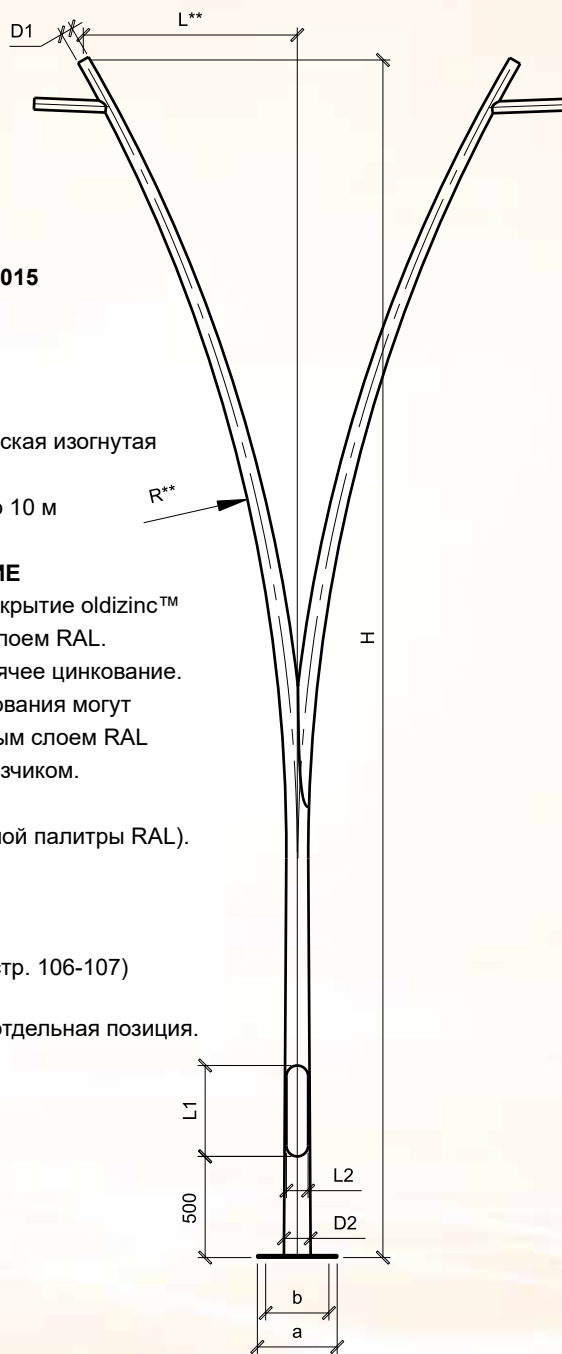 D1
L**
015
ская изогнутая
о 10 м
R**
МЕ
крытие oldizinc™
лоем RAL.
H
ячее цинкование.
ования могут
ым слоем RAL
зчиком.
ной палитры RAL).
стр. 106-107)
отдельная позиция.
L1
L2
500
D2
b
a